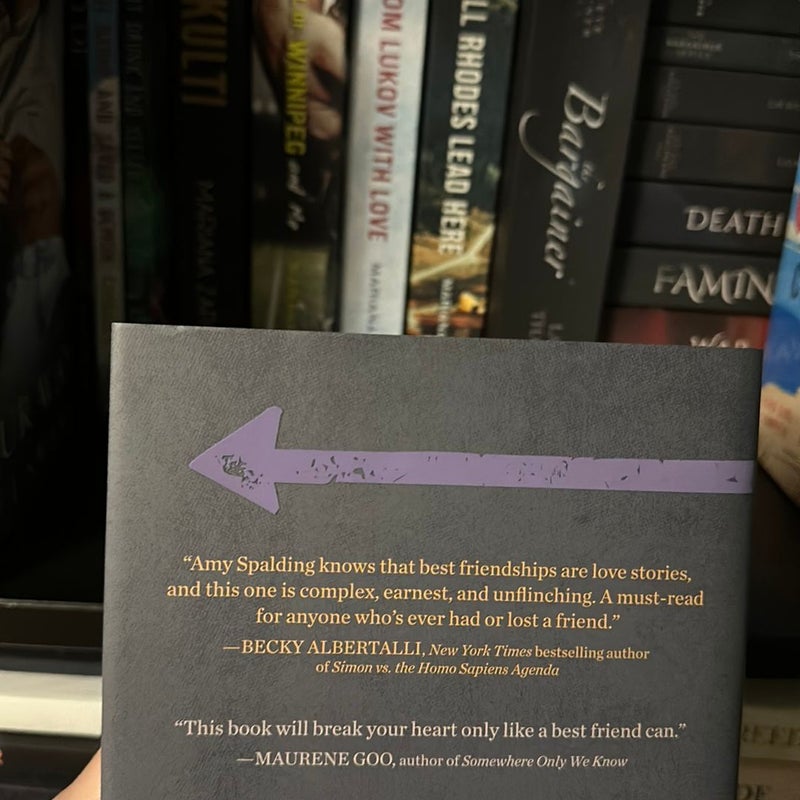 KULTI
WINNIPEG and Me
LUKOV WITH LOVE
RHODES LEAD HERE
The Bargainer
DEATH
FAMIN
WAR
“Amy Spalding knows that best friendships are love stories,
and this one is complex, earnest, and unflinching. A must-read
for anyone who’s ever had or lost a friend.”
—BECKY ALBERTALLI, New York Times bestselling author
of Simon vs. the Homo Sapiens Agenda
“This book will break your heart only like a best friend can.”
—MAURENE GOO, author of Somewhere Only We Know